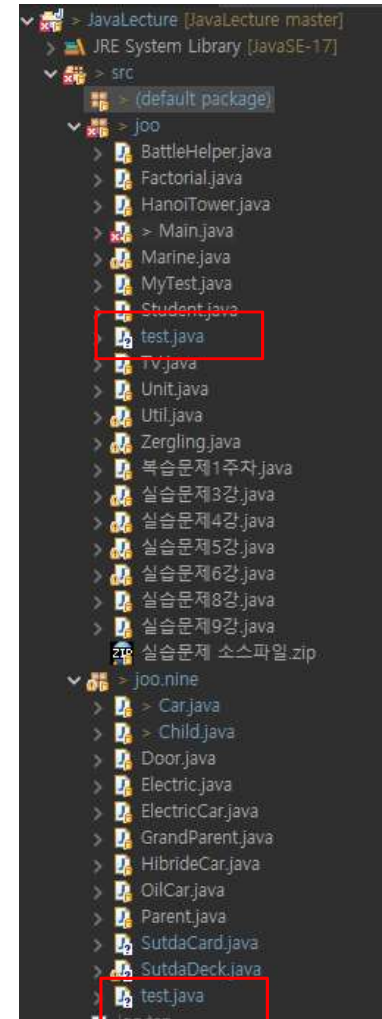 > JavaLecture [JavaLecture master]
JRE System Library [JavaSE-17]
> src
> (default package)
> joo
BattleHelper.java
Factorial.java
HanoiTower.java
> Main.java
Marine.java
MyTest.java
Student.java
test.java
TV.java
Unit.java
Util.java
Zergling.java
복습문제1주차.java
실습문제3강.java
실습문제4강.java
실습문제5강.java
실습문제6강.java
실습문제8강.java
실습문제9강.java
ZIP 실습문제 소스파일.zip
> joo.nine
> Car.java
> Child.java
Door.java
Electric.java
ElectricCar.java
GrandParent.java
HibrideCar.java
OilCar.java
Parent.java
SutdaCard.java
SutdaDeck.java
test.java